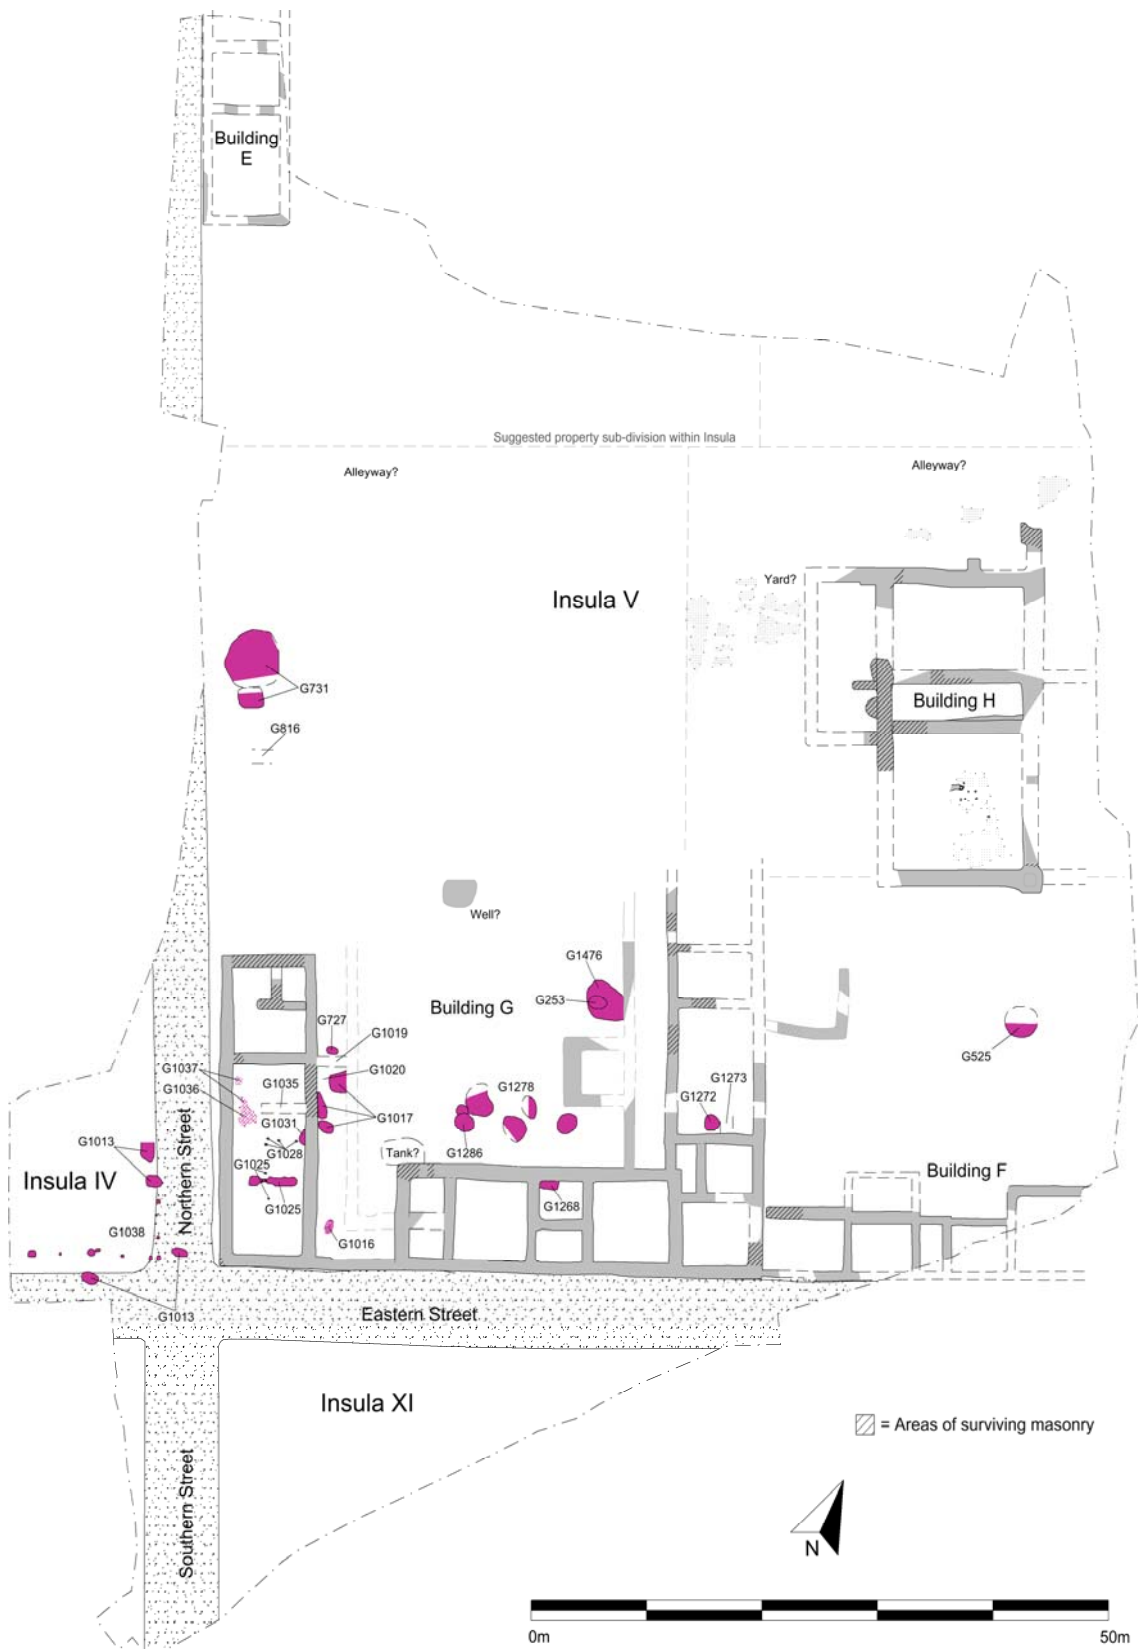 Building
E
Suggested property sub-division within Insula
Alleyway?
Alleyway?
Yard?
Insula V
G731
Building H
G816
Well?
G1476
G253
Building G
G727
G1019
G525
G1037
G1035
G1020
G1036
G1278
G1273
G1272
G1031
G1017
G1013
G1028
G1286
Tank?
Insula IV
G1025
Building F
G1025
G1268
G1038
G1016
Northern Street
G1013
Eastern Street
Insula XI
= Areas of surviving masonry
Southern Street
N
0m
50m